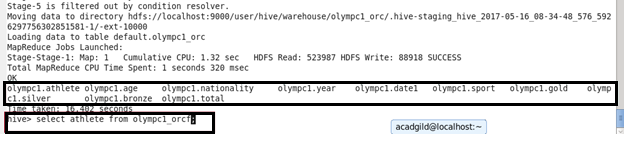 Stage-5 is filtered out by condition resolver.
Moving data to directory hdfs://localhost:9000/user/hive/warehouse/olympc1_orc/.hive-staging_hive_2017-05-16_08-34-48_576_592
6297756302851581-1/-ext-10000
Loading data to table default.olympc1_orc
MapReduce Jobs Launched:
Stage-Stage-1: Map: 1 Cumulative CPU: 1.32 sec HDFS Read: 523987 HDFS Write: 88918 SUCCESS
Total MapReduce CPU Time Spent: 1 seconds 320 msec
OK
olympc1.athlete olympc1.age olympc1.nationality olympc1.year olympc1.date1 olympc1.sport olympc1.gold olymp
c1.silver olympc1.bronze olympc1.total
Time taken: 16.402 seconds
hive> select athlete from olympc1_orcf;
acadgild@localhost:~